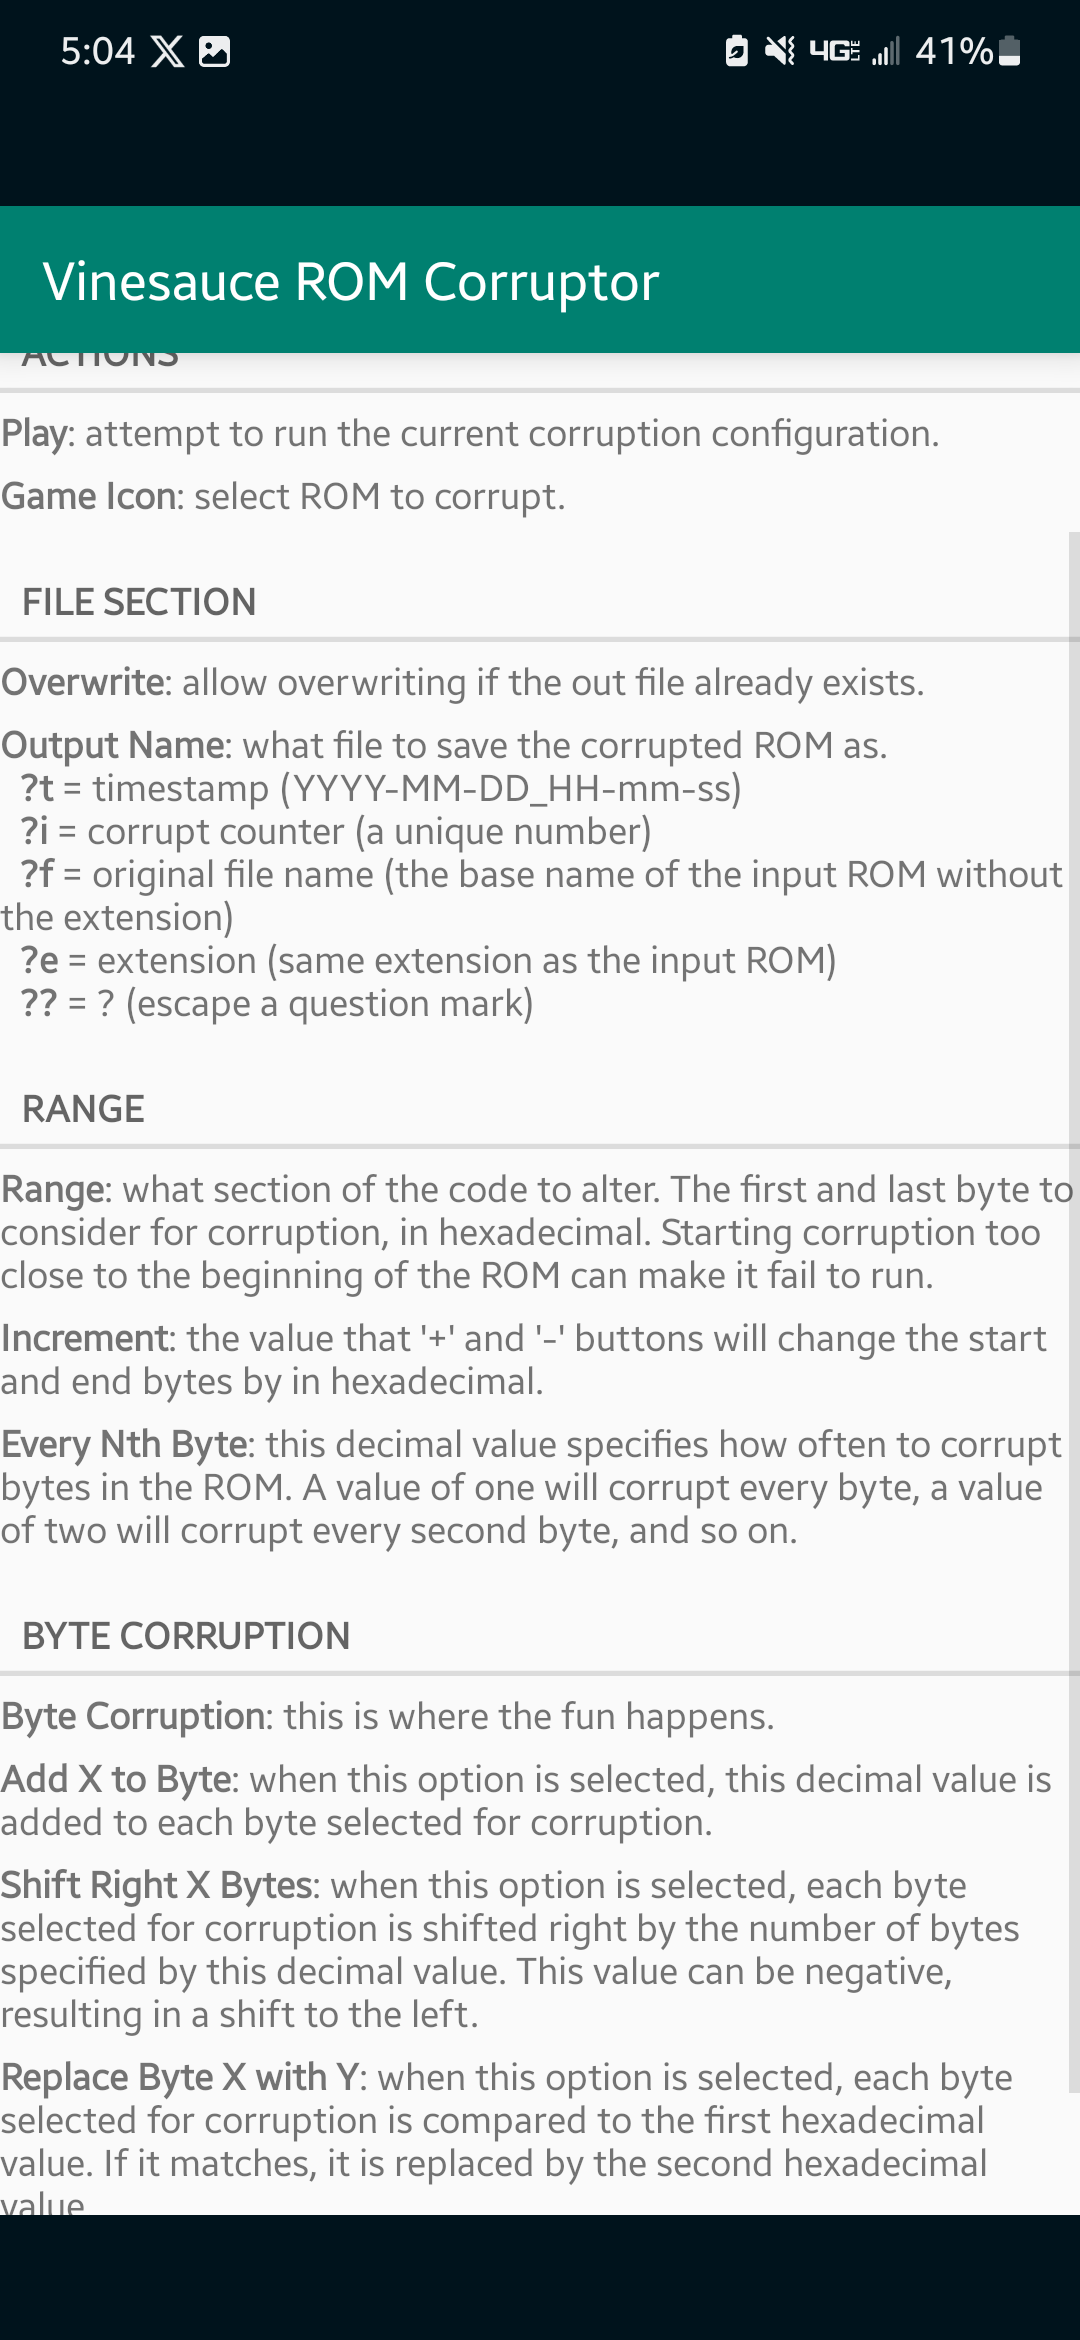 5:04
4G LTE 41%
Vinesauce ROM Corruptor
ACTIONS
Play: attempt to run the current corruption configuration.
Game Icon: select ROM to corrupt.
FILE SECTION
Overwrite: allow overwriting if the out file already exists.
Output Name: what file to save the corrupted ROM as.
?t = timestamp (YYYY-MM-DD_HH-mm-ss)
?i = corrupt counter (a unique number)
?f = original file name (the base name of the input ROM without
the extension)
?e = extension (same extension as the input ROM)
?? = ? (escape a question mark)
RANGE
Range: what section of the code to alter. The first and last byte to
consider for corruption, in hexadecimal. Starting corruption too
close to the beginning of the ROM can make it fail to run.
Increment: the value that '+' and '-' buttons will change the start
and end bytes by in hexadecimal.
Every Nth Byte: this decimal value specifies how often to corrupt
bytes in the ROM. A value of one will corrupt every byte, a value
of two will corrupt every second byte, and so on.
BYTE CORRUPTION
Byte Corruption: this is where the fun happens.
Add X to Byte: when this option is selected, this decimal value is
added to each byte selected for corruption.
Shift Right X Bytes: when this option is selected, each byte
selected for corruption is shifted right by the number of bytes
specified by this decimal value. This value can be negative,
resulting in a shift to the left.
Replace Byte X with Y: when this option is selected, each byte
selected for corruption is compared to the first hexadecimal
value. If it matches, it is replaced by the second hexadecimal
value